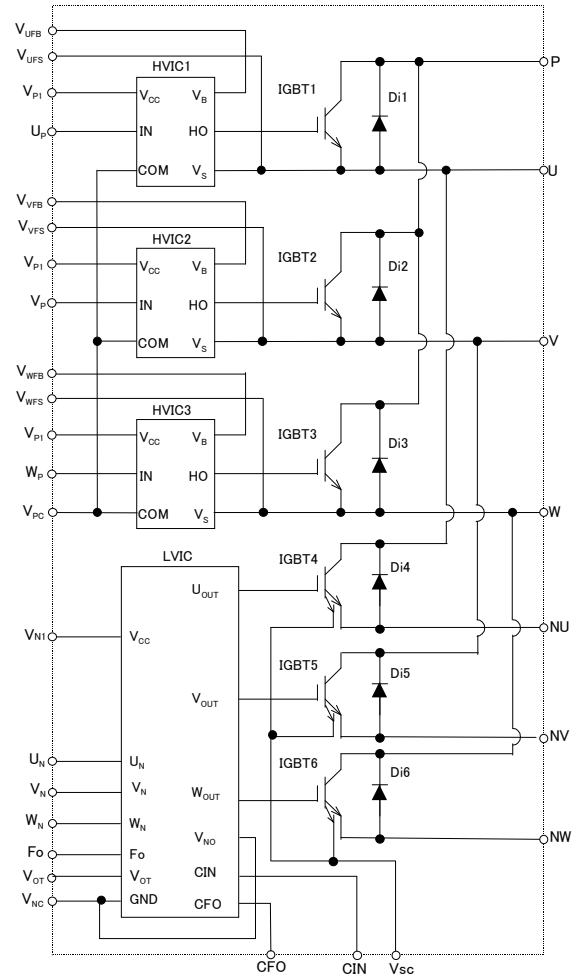 VUFB
VUFS
VP1
UP
HVIC1
VCC
VB
IN
HO
COM
VS
IGBT1
Di1
P
U
VVFB
VVFS
VP1
VP
HVIC2
VCC
VB
IN
HO
COM
VS
IGBT2
Di2
V
VWFB
VWFS
VP1
WP
VPC
HVIC3
VCC
VB
IN
HO
COM
VS
IGBT3
Di3
W
LVIC
UOUT
VCC
VOUT
UN
VN
WOUT
WN
VNO
Fo
VOT
CIN
GND
CFO
VN1
UN
VN
WN
Fo
VOT
VNC
IGBT4
Di4
NU
IGBT5
Di5
NV
IGBT6
Di6
NW
CFO
CIN
Vsc